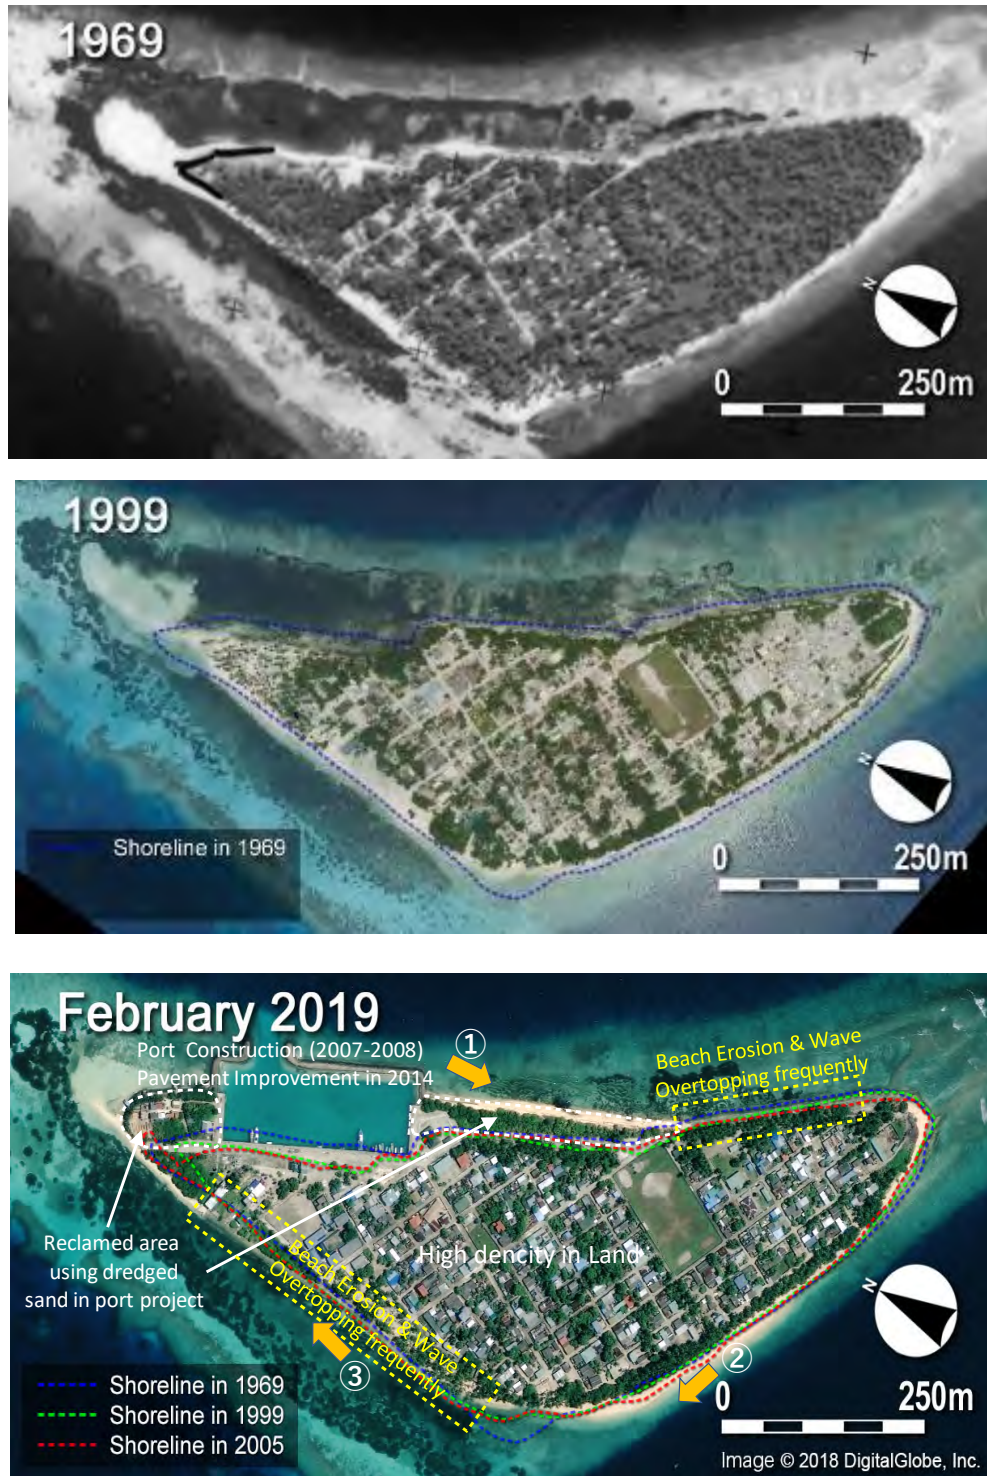 1969
N
0 250m
1999
N
Shoreline in 1969
0 250m
February 2019
Port Construction (2007-2008)
Pavement Improvement in 2014
①
Beach Erosion & Wave
Overtopping frequently
Reclamed area
using dredged
sand in port project
High dencity in Land
Beach Erosion & Wave
Overtopping frequently
N
③
②
Shoreline in 1969
Shoreline in 1999
Shoreline in 2005
0 250m
Image © 2018 DigitalGlobe, Inc.